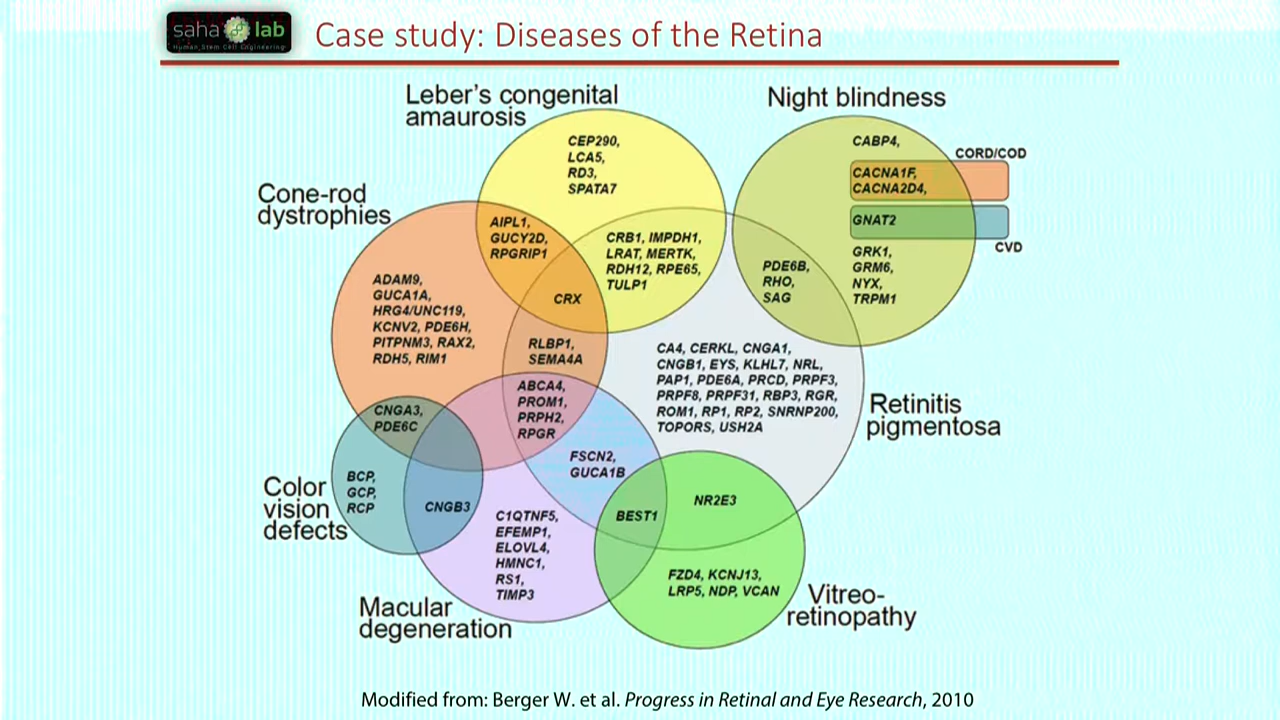 saha lab
Human Stem Cell Engineering
Case study: Diseases of the Retina
Leber's congenital
amaurosis
Night blindness
CEP290,
LCA5,
RD3,
SPATA7
CABP4,
CORD/COD
CACNA1F,
CACNA2D4,
GNAT2
CVD
GRK1,
GRM6,
NYX,
TRPM1
Cone-rod
dystrophies
AIPL1,
GUCY2D,
RPGRIP1
CRB1, IMPDH1,
LRAT, MERTK,
RDH12, RPE65,
TULP1
PDE6B,
RHO,
SAG
ADAM9,
GUCA1A,
HRG4/UNC119,
KCNV2, PDE6H,
PITPNM3, RAX2,
RDH5, RIM1
CRX
RLBP1,
SEMA4A
CA4, CERKL, CNGA1,
CNGB1, EYS, KLHL7, NRL,
PAP1, PDE6A, PRCD, PRPF3,
PRPF8, PRPF31, RBP3, RGR,
ROM1, RP1, RP2, SNRNP200,
TOPORS, USH2A
ABCA4,
PROM1,
PRPH2,
RPGR
Retinitis
pigmentosa
CNGA3,
PDE6C
FSCN2,
GUCA1B
BCP,
GCP,
RCP
Color
vision
defects
CNGB3
NR2E3
BEST1
C1QTNF5,
EFEMP1,
ELOVL4,
HMNC1,
RS1,
TIMP3
FZD4, KCNJ13,
LRP5, NDP, VCAN
Macular
degeneration
Vitreo-
retinopathy
Modified from: Berger W. et al. Progress in Retinal and Eye Research, 2010